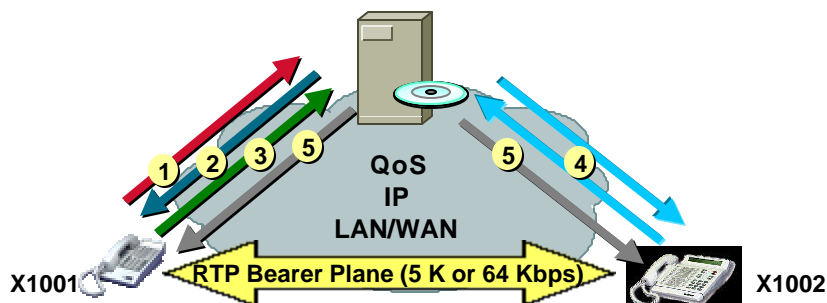 1
2
3
5
5
4
QoS
IP
LAN/WAN
X1001
RTP Bearer Plane (5 K or 64 Kbps)
X1002